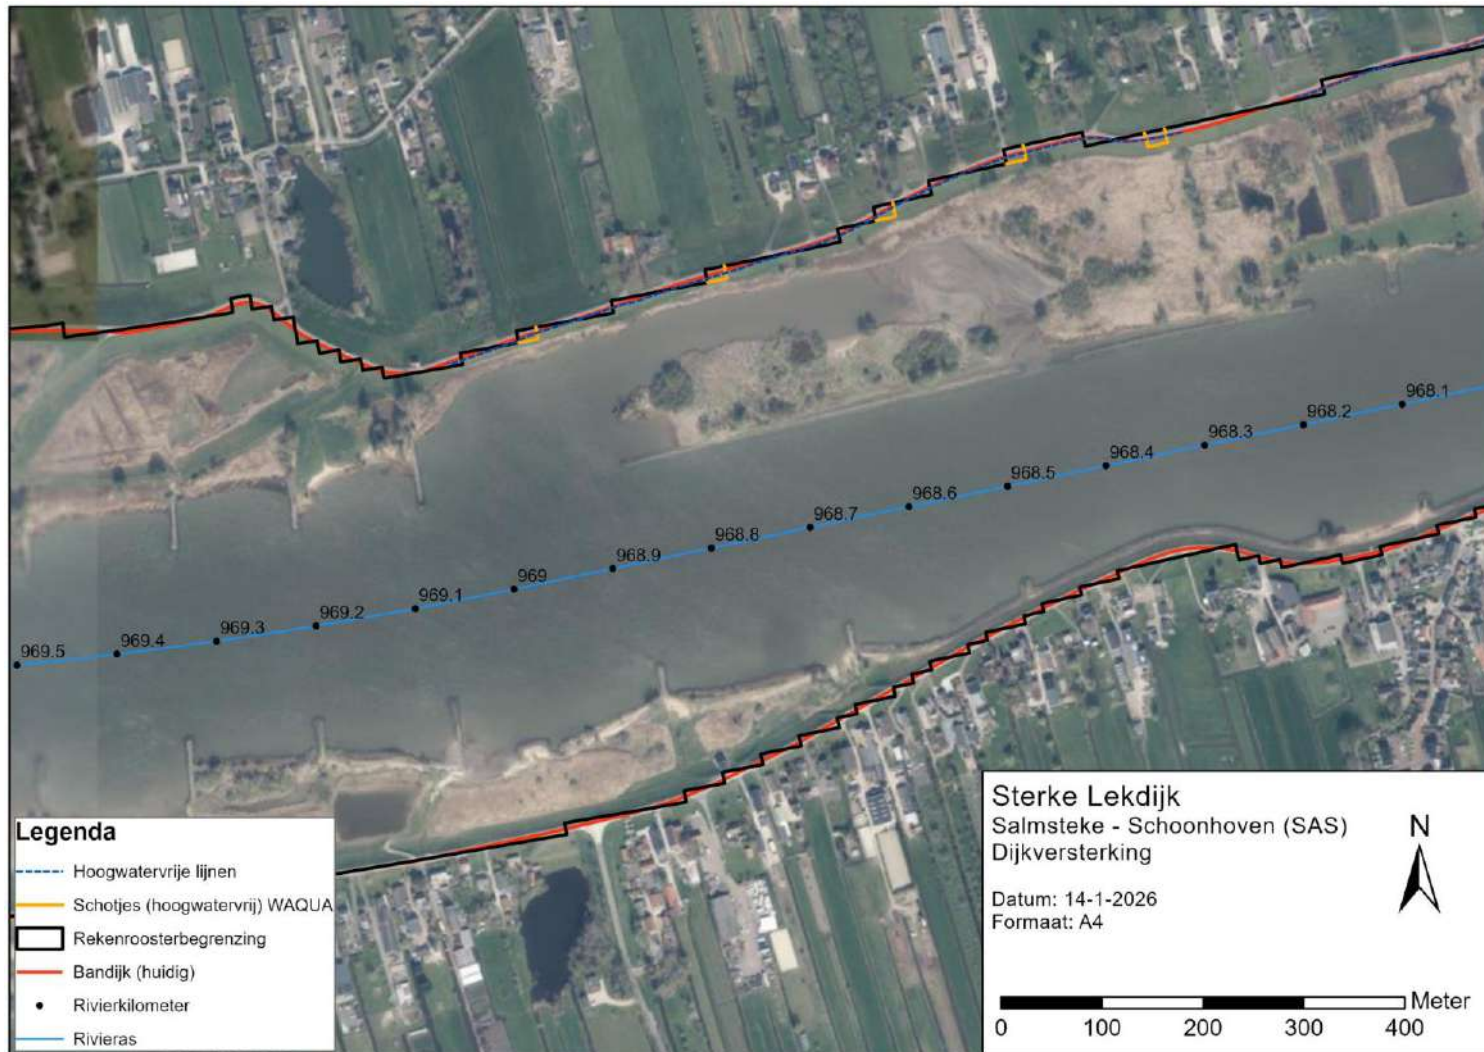 968.1
968.2
968.3
968.4
968.5
968.6
968.7
968.8
968.9
969
969.1
969.2
969.3
969.4
969.5
Legenda
Hoogwatervrije lijnen
Schotjes (hoogwatervrij) WAQUA
Rekenroosterbegrenzing
Bandijk (huidig)
Rivierkilometer
Rivieras
Sterke Lekdijk
Salmsteke - Schoonhoven (SAS)
Dijkversterking
Datum: 14-1-2026
Formaat: A4
N
Meter
0 100 200 300 400